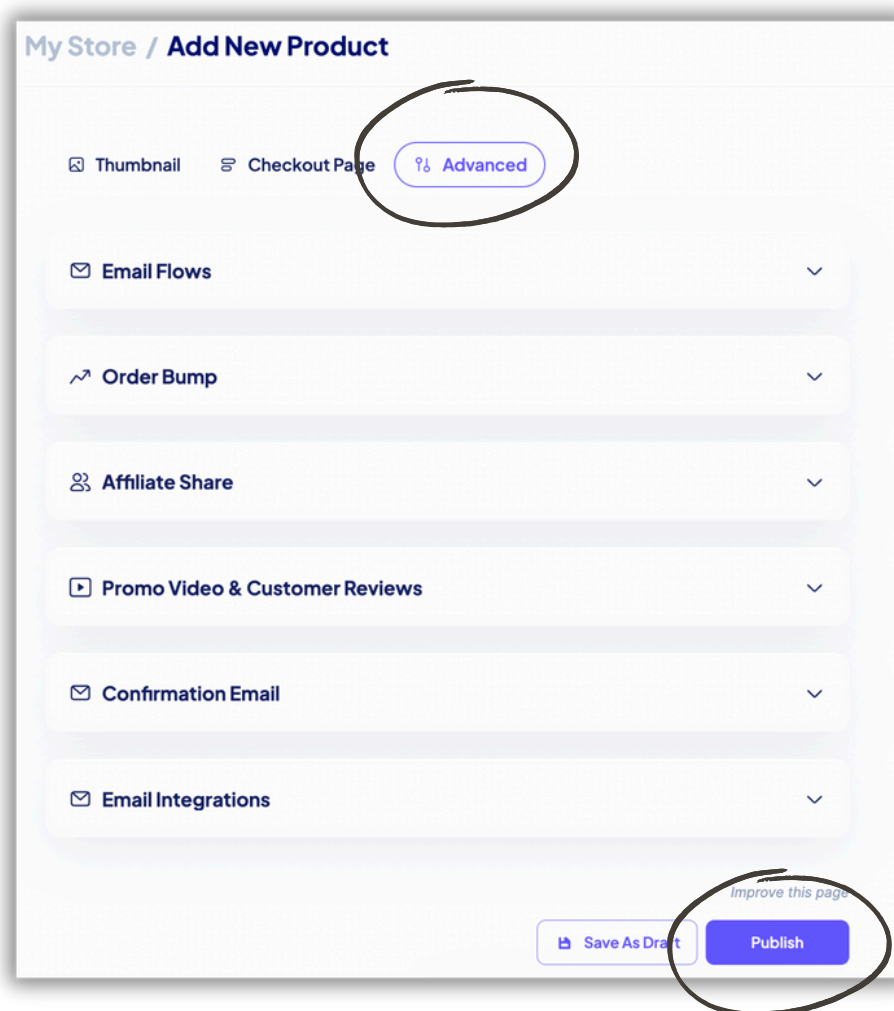 My Store / Add New Product
Thumbnail Checkout Page Advanced
Email Flows
Order Bump
Affiliate Share
Promo Video & Customer Reviews
Confirmation Email
Email Integrations
Improve this page
Save As Draft Publish